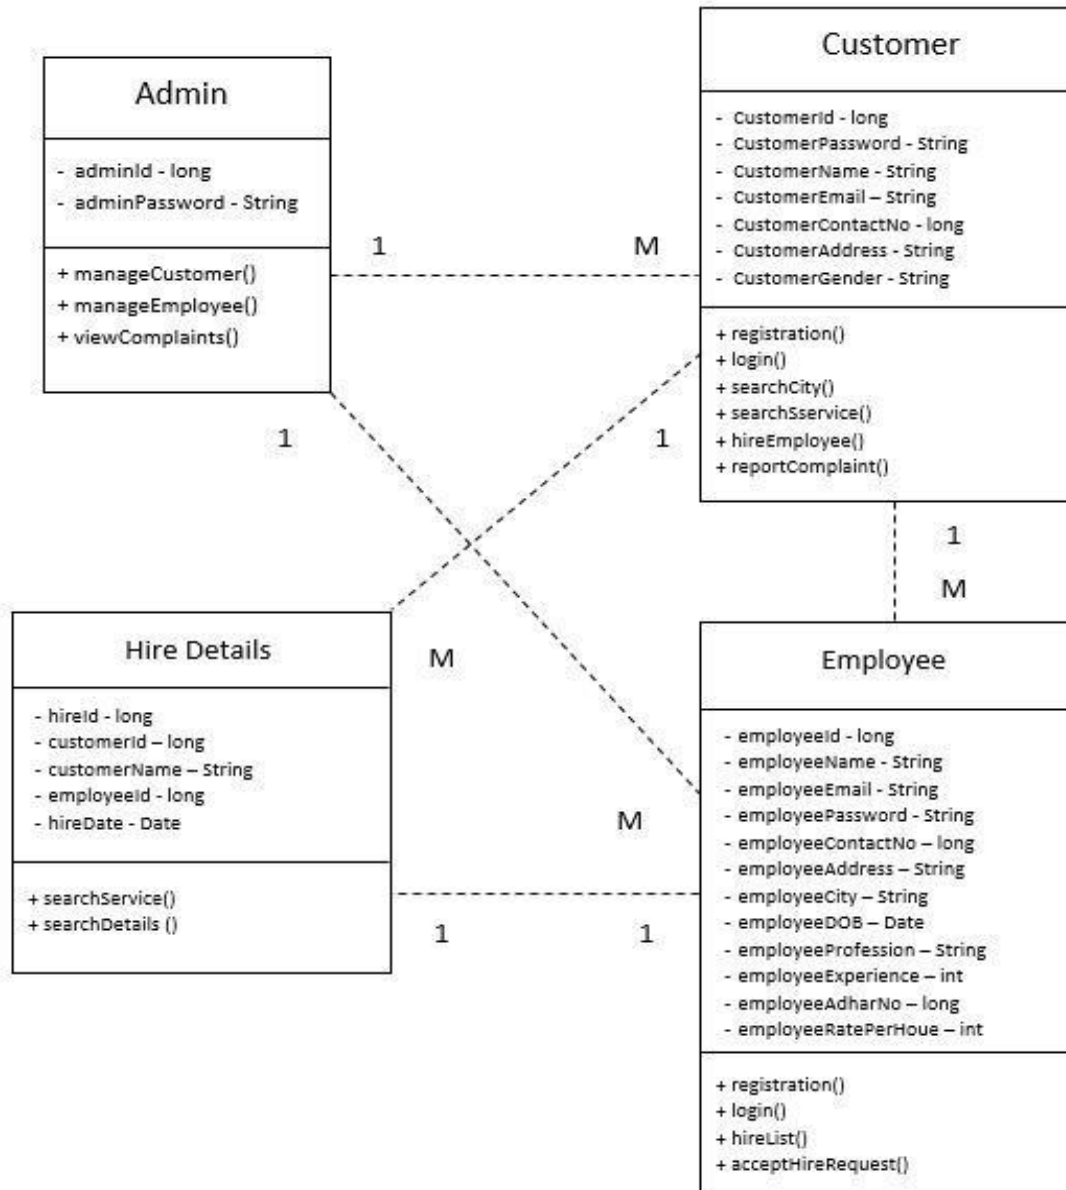 Admin
- adminId - long
- adminPassword - String
+ manageCustomer()
+ manageEmployee()
+ viewComplaints()
Customer
- CustomerId - long
- CustomerPassword - String
- CustomerName - String
- CustomerEmail – String
- CustomerContactNo - long
- CustomerAddress - String
- CustomerGender - String
+ registration()
+ login()
+ searchCity()
+ searchSservice()
+ hireEmployee()
+ reportComplaint()
1
M
1
1
1
M
M
M
1
1
Hire Details
- hireId - long
- customerId – long
- customerName – String
- employeeId - long
- hireDate - Date
+ searchService()
+ searchDetails ()
Employee
- employeeId - long
- employeeName - String
- employeeEmail - String
- employeePassword - String
- employeeContactNo – long
- employeeAddress – String
- employeeCity – String
- employeeDOB – Date
- employeeProfession – String
- employeeExperience – int
- employeeAdharNo – long
- employeeRatePerHoue – int
+ registration()
+ login()
+ hireList()
+ acceptHireRequest()